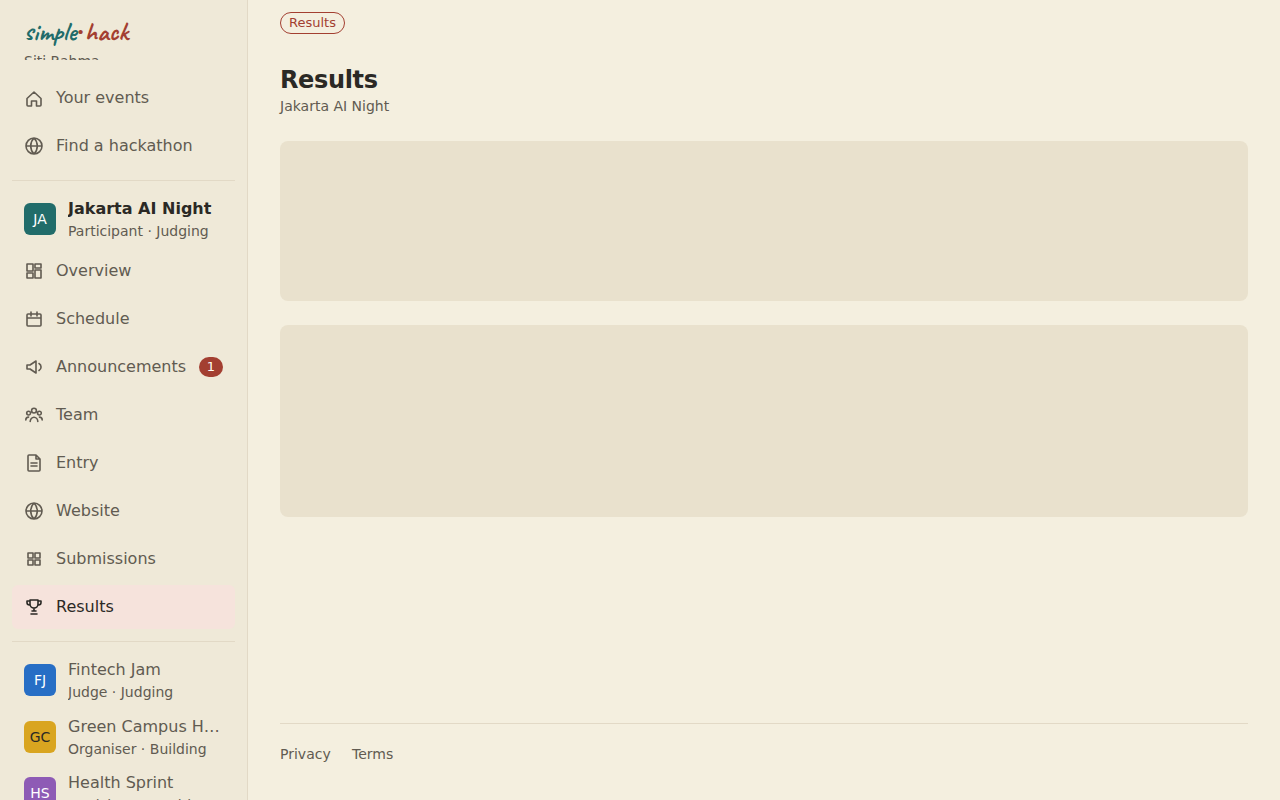 simple·hack
Siti Rahma
Your events
Find a hackathon
JA
Jakarta AI Night
Participant · Judging
Overview
Schedule
Announcements 1
Team
Entry
Website
Submissions
Results
FJ
Fintech Jam
Judge · Judging
GC
Green Campus H…
Organiser · Building
HS
Health Sprint
Results
Results
Jakarta AI Night
Privacy Terms